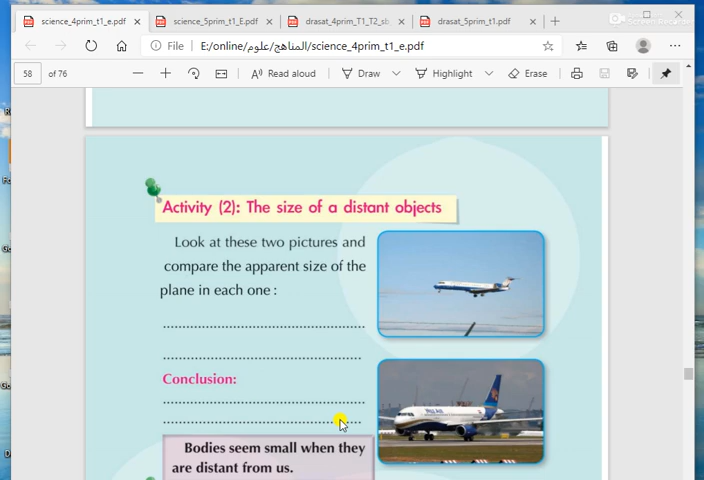 science_4prim_t1_e.pdf
science_5prim_t1_E.pdf
drasat_4prim_T1_T2_sb
drasat_5prim_t1.pdf
File
E:/online/المناهج/علوم/science_4prim_t1_e.pdf
58 of 76
Read aloud
Draw
Highlight
Erase
Activity (2): The size of a distant objects
Look at these two pictures and
compare the apparent size of the
plane in each one :
Conclusion:
Bodies seem small when they
are distant from us.